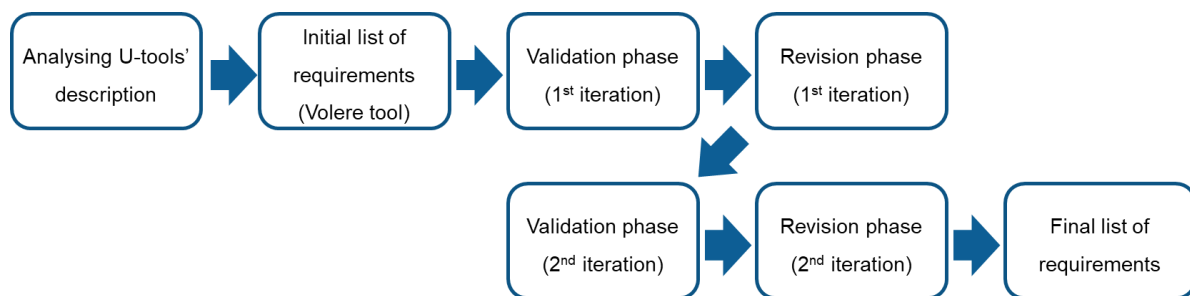 Analysing U-tools'
description
Initial list of
requirements
(Volere tool)
Validation phase
(1st iteration)
Revision phase
(1st iteration)
Validation phase
(2nd iteration)
Revision phase
(2nd iteration)
Final list of
requirements